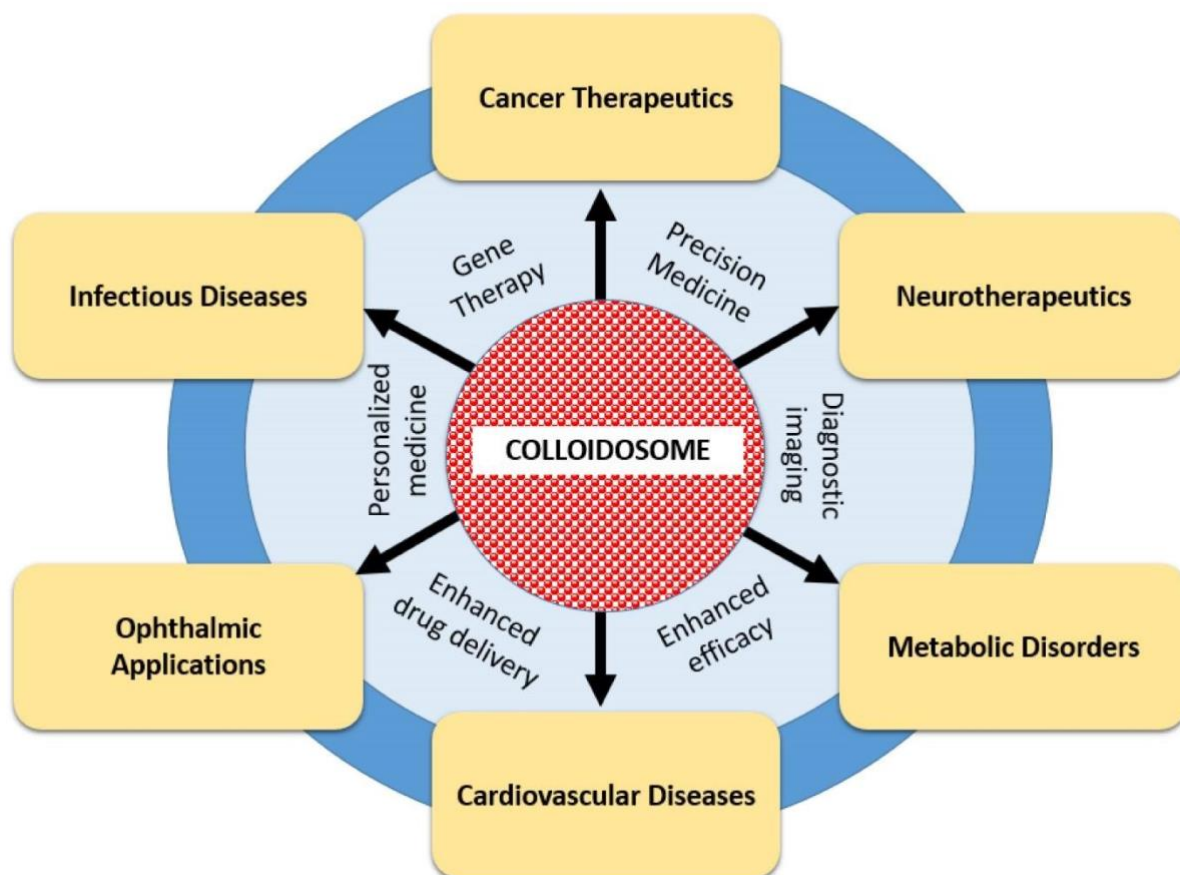 Cancer Therapeutics
Gene
Therapy
Precision
Medicine
Infectious Diseases
Neurotherapeutics
Personalized
medicine
COLLOIDOSOME
Diagnostic
imaging
Ophthalmic
Applications
Enhanced
drug delivery
Enhanced
efficacy
Metabolic Disorders
Cardiovascular Diseases